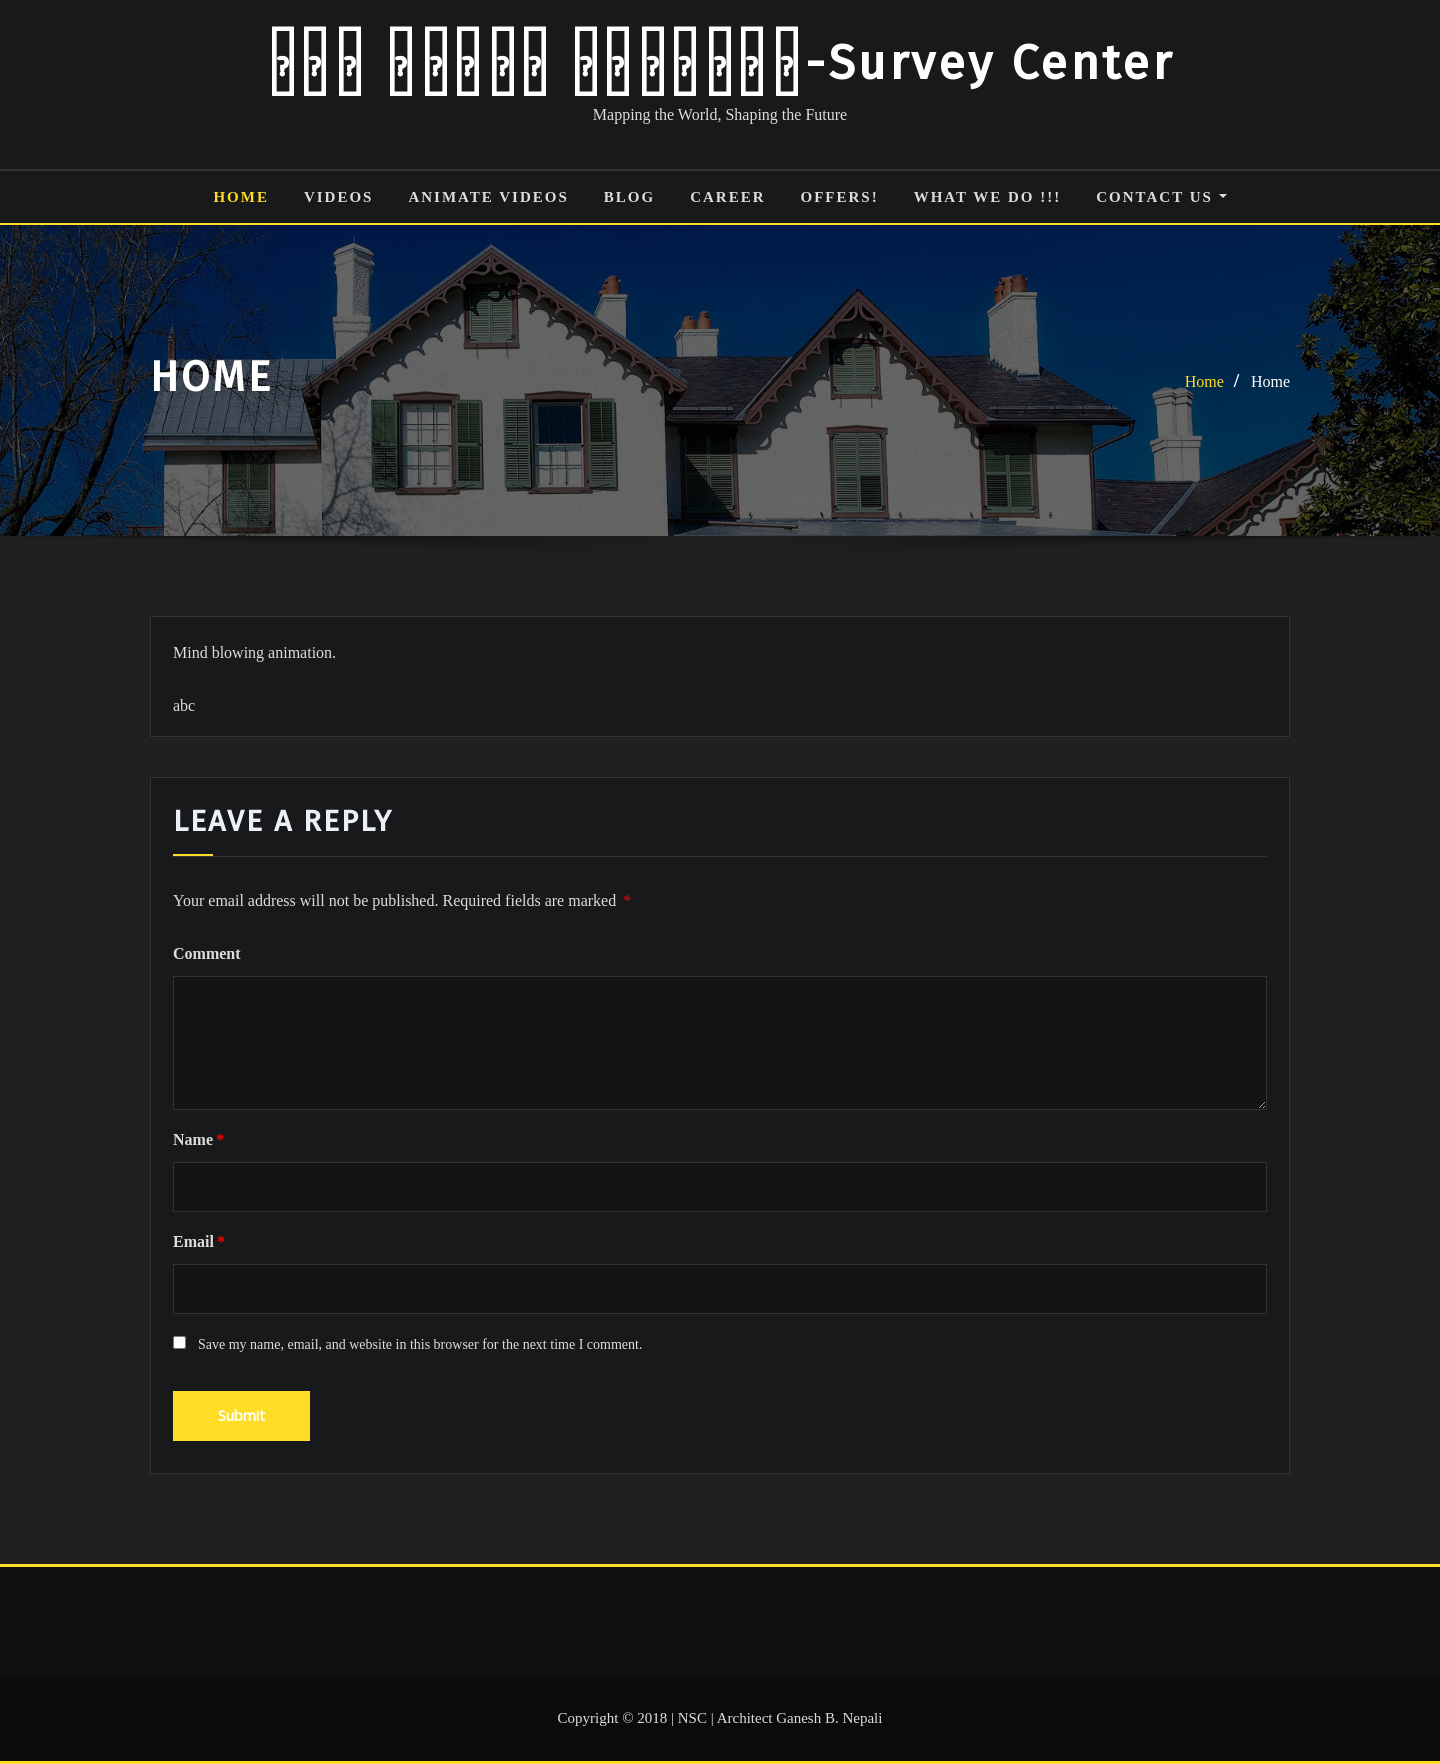 -Survey Center
Mapping the World, Shaping the Future
HOME VIDEOS ANIMATE VIDEOS BLOG CAREER OFFERS! WHAT WE DO !!! CONTACT US
HOME
Home / Home
Mind blowing animation.
abc
LEAVE A REPLY
Your email address will not be published. Required fields are marked *
Comment
Name *
Email *
Save my name, email, and website in this browser for the next time I comment.
Submit
Copyright © 2018 | NSC | Architect Ganesh B. Nepali